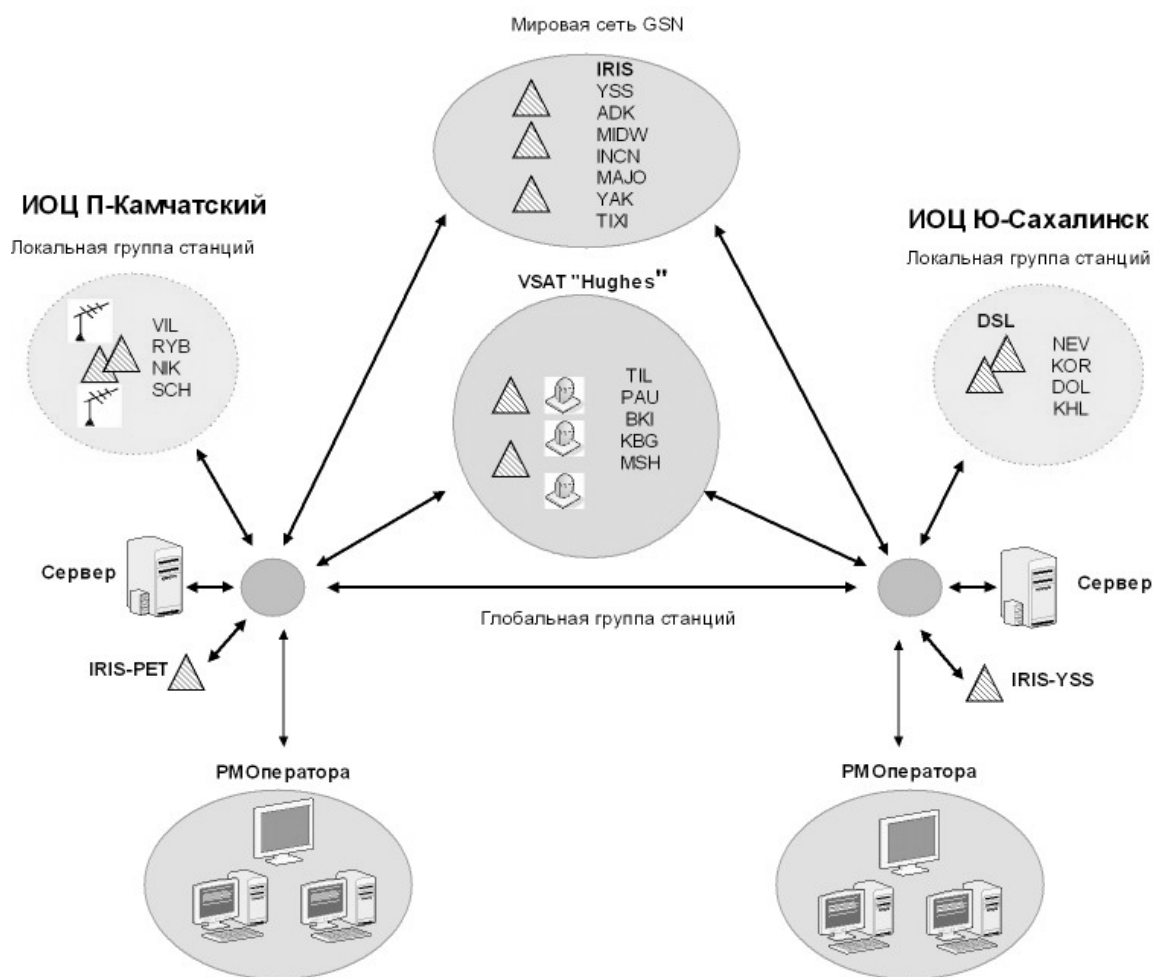 Мировая сеть GSN
IRIS
YSS
ADK
MIDW
INCN
MAJO
YAK
TIXI
ИОЦ П-Камчатский
Локальная группа станций
VIL
RYB
NIK
SCH
ИОЦ Ю-Сахалинск
Локальная группа станций
DSL
NEV
KOR
DOL
KHL
VSAT "Hughes"
TIL
PAU
BKI
KBG
MSH
Сервер
Сервер
Глобальная группа станций
IRIS-PET
IRIS-YSS
РМОператора
РМОператора